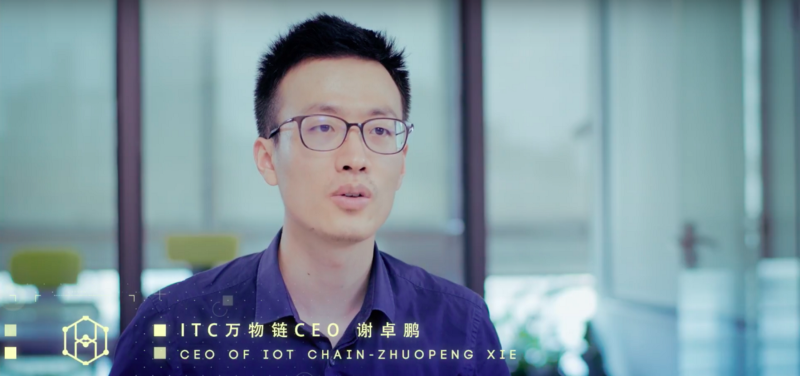 ITC万物链CEO 谢卓鹏
CEO OF IOT CHAIN-ZHUOPENG XIE